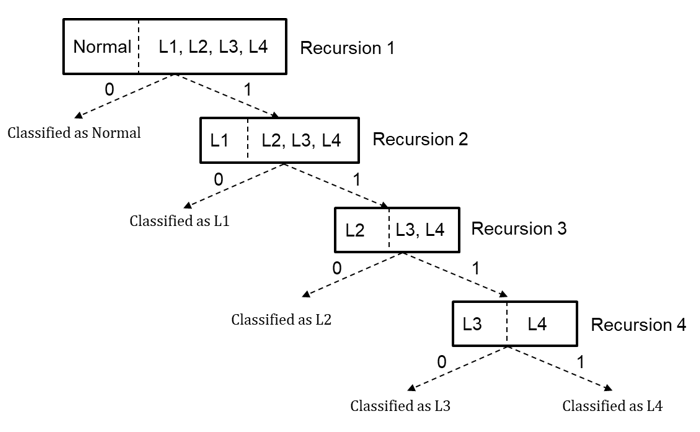 Normal L1, L2, L3, L4 Recursion 1
0 1
Classified as Normal
L1 L2, L3, L4 Recursion 2
0 1
Classified as L1
L2 L3, L4 Recursion 3
0 1
Classified as L2
L3 L4 Recursion 4
0 1
Classified as L3 Classified as L4